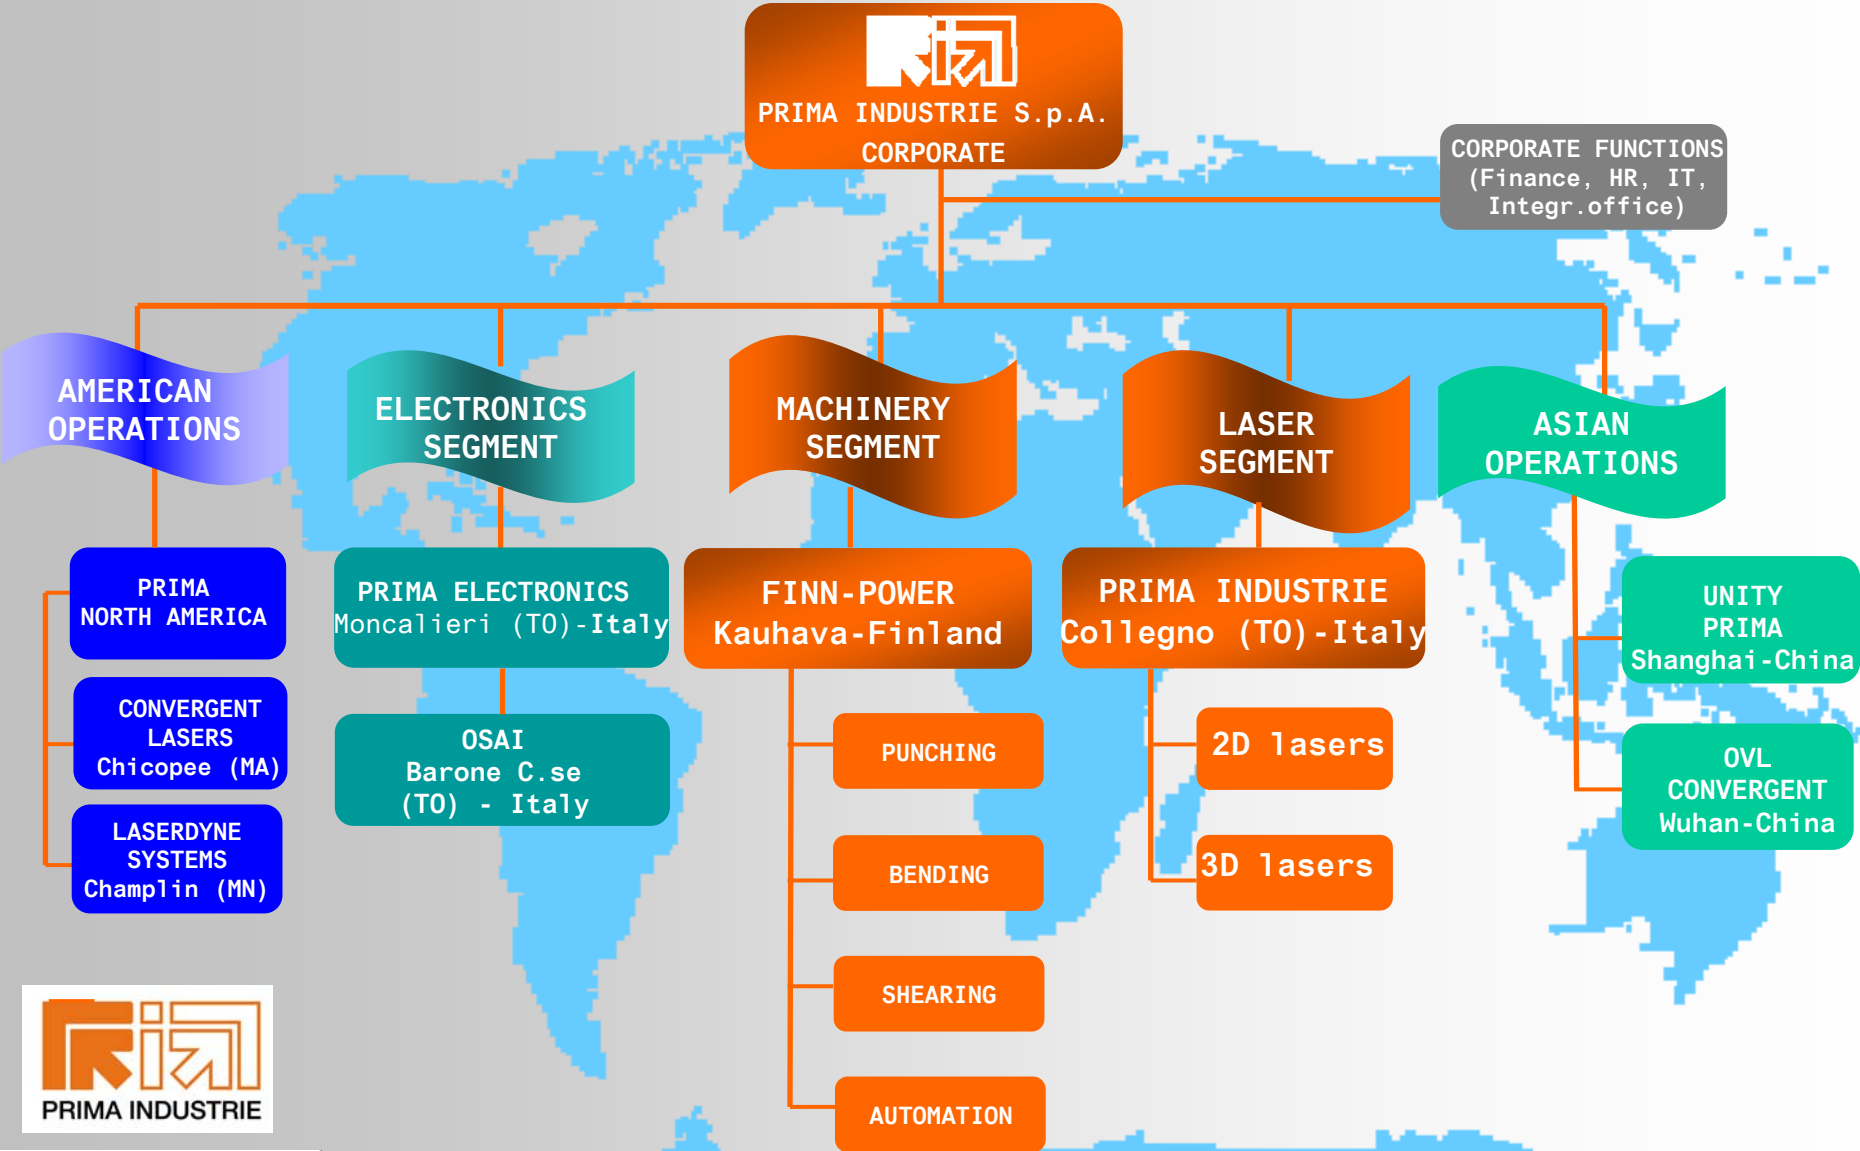 PRIMA INDUSTRIE S.p.A.
CORPORATE
CORPORATE FUNCTIONS
(Finance, HR, IT,
Integr.office)
AMERICAN
OPERATIONS
ELECTRONICS
SEGMENT
MACHINERY
SEGMENT
LASER
SEGMENT
ASIAN
OPERATIONS
PRIMA
NORTH AMERICA
CONVERGENT
LASERS
Chicopee (MA)
LASERDYNE
SYSTEMS
Champlin (MN)
PRIMA ELECTRONICS
Moncalieri (TO)-Italy
OSAI
Barone C.se
(TO) - Italy
FINN-POWER
Kauhava-Finland
PUNCHING
BENDING
SHEARING
AUTOMATION
PRIMA INDUSTRIE
Collegno (TO)-Italy
2D lasers
3D lasers
UNITY
PRIMA
Shanghai-China
OVL
CONVERGENT
Wuhan-China
PRIMA INDUSTRIE